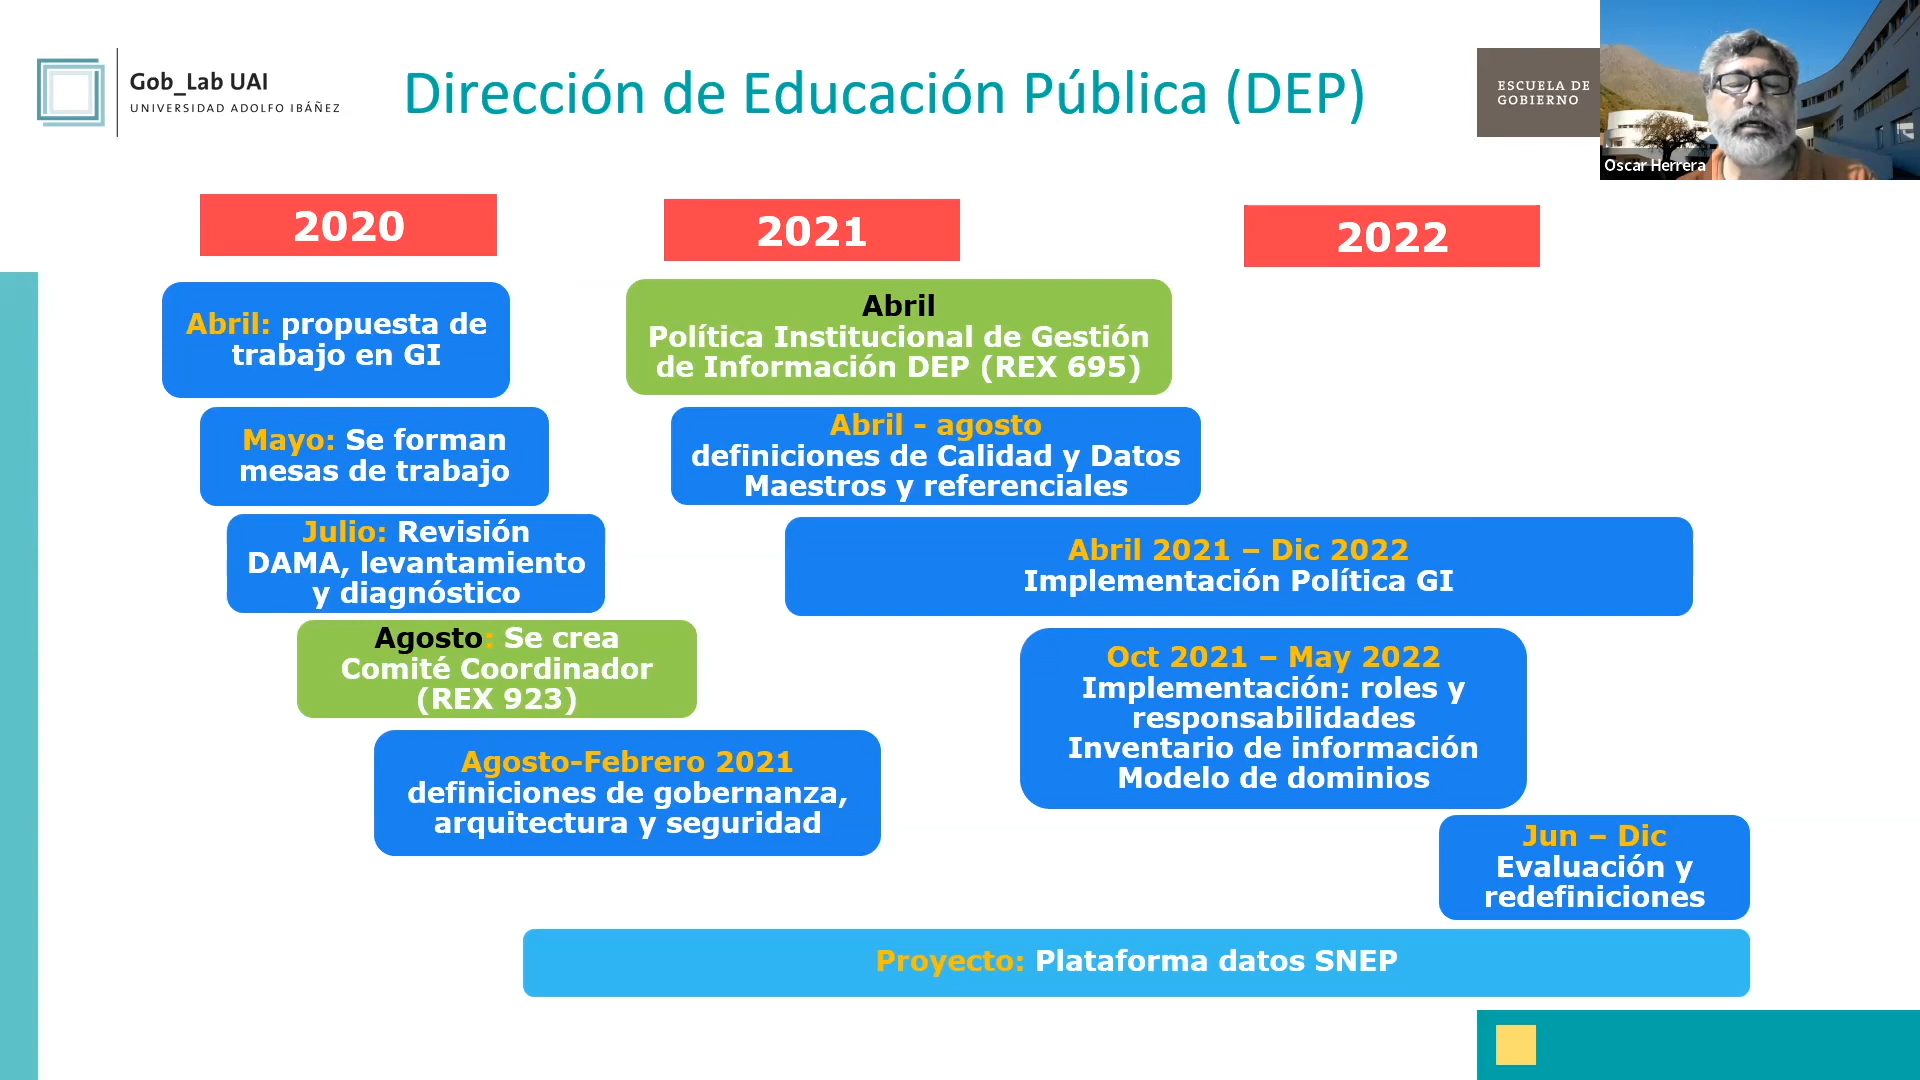 Gob_Lab UAI
UNIVERSIDAD ADOLFO IBÁÑEZ
Dirección de Educación Pública (DEP)
ESCUELA DE
GOBIERNO
Oscar Herrera
2020
2021
2022
Abril: propuesta de
trabajo en GI
Mayo: Se forman
mesas de trabajo
Julio: Revisión
DAMA, levantamiento
y diagnóstico
Agosto: Se crea
Comité Coordinador
(REX 923)
Agosto-Febrero 2021
definiciones de gobernanza,
arquitectura y seguridad
Abril
Política Institucional de Gestión
de Información DEP (REX 695)
Abril - agosto
definiciones de Calidad y Datos
Maestros y referenciales
Abril 2021 – Dic 2022
Implementación Política GI
Oct 2021 – May 2022
Implementación: roles y
responsabilidades
Inventario de información
Modelo de dominios
Jun – Dic
Evaluación y
redefiniciones
Proyecto: Plataforma datos SNEP